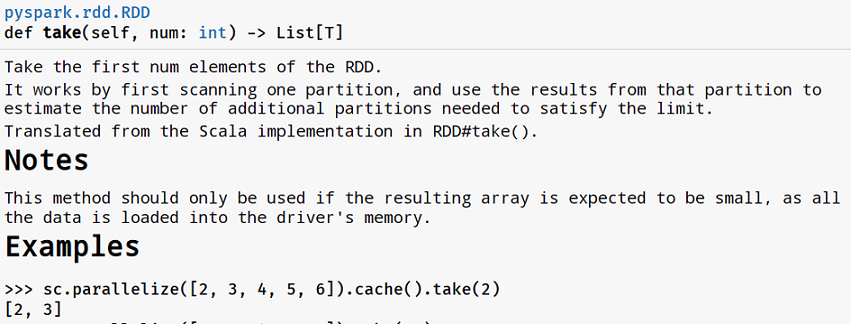 pyspark.rdd.RDD
def take(self, num: int) -> List[T]
Take the first num elements of the RDD.
It works by first scanning one partition, and use the results from that partition to
estimate the number of additional partitions needed to satisfy the limit.
Translated from the Scala implementation in RDD#take().
Notes
This method should only be used if the resulting array is expected to be small, as all
the data is loaded into the driver's memory.
Examples
>>> sc.parallelize([2, 3, 4, 5, 6]).cache().take(2)
[2, 3]